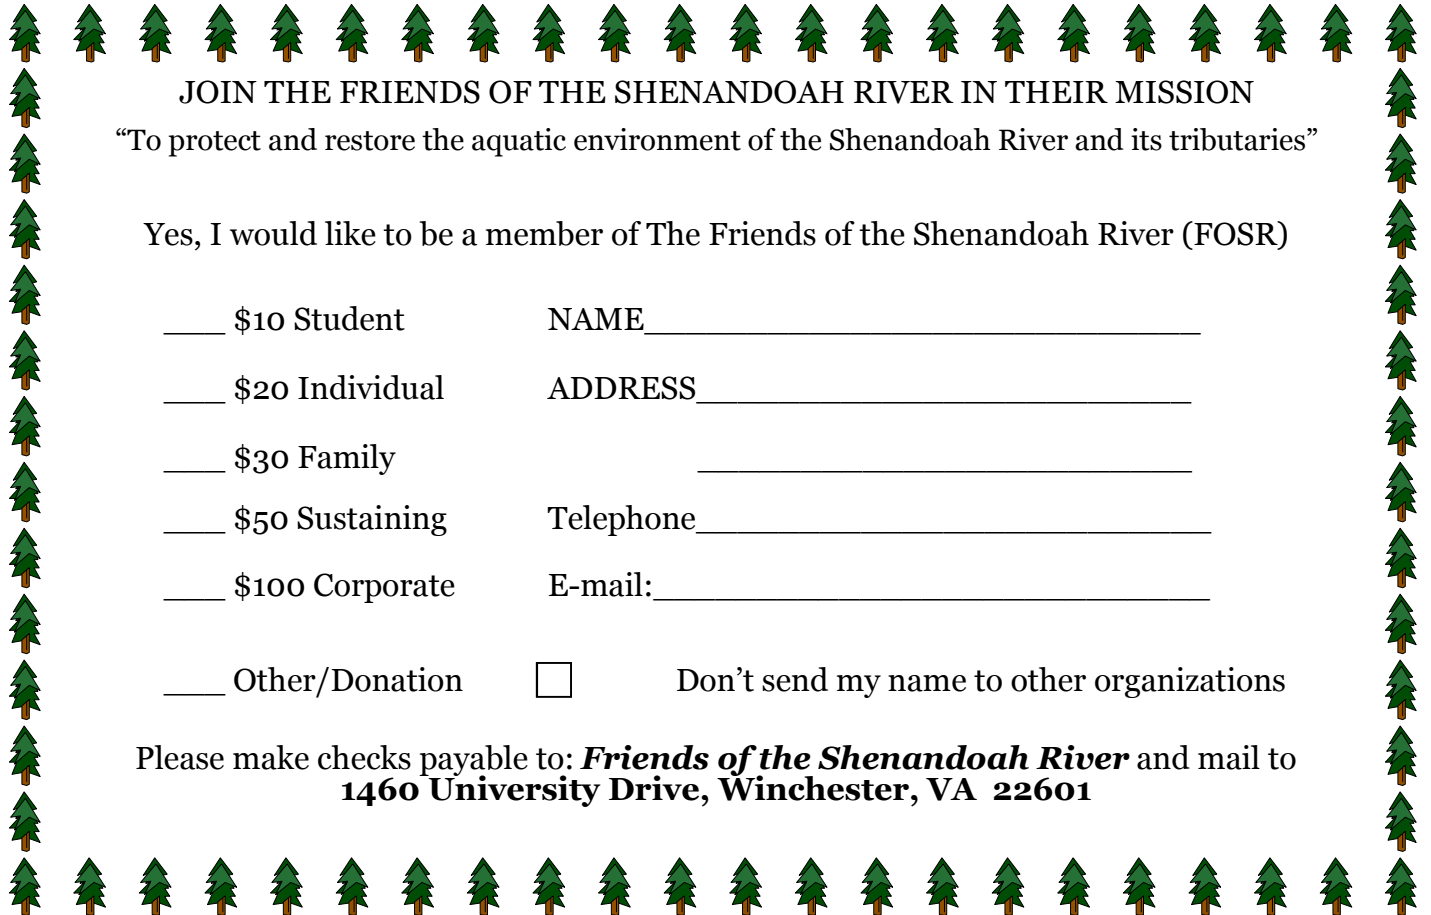 JOIN THE FRIENDS OF THE SHENANDOAH RIVER IN THEIR MISSION
“To protect and restore the aquatic environment of the Shenandoah River and its tributaries”
Yes, I would like to be a member of The Friends of the Shenandoah River (FOSR)
___ $10 Student NAME___________________________
___ $20 Individual ADDRESS________________________
___ $30 Family ________________________
___ $50 Sustaining Telephone_________________________
___ $100 Corporate E-mail:___________________________
___ Other/Donation Don’t send my name to other organizations
Please make checks payable to: Friends of the Shenandoah River and mail to
1460 University Drive, Winchester, VA 22601